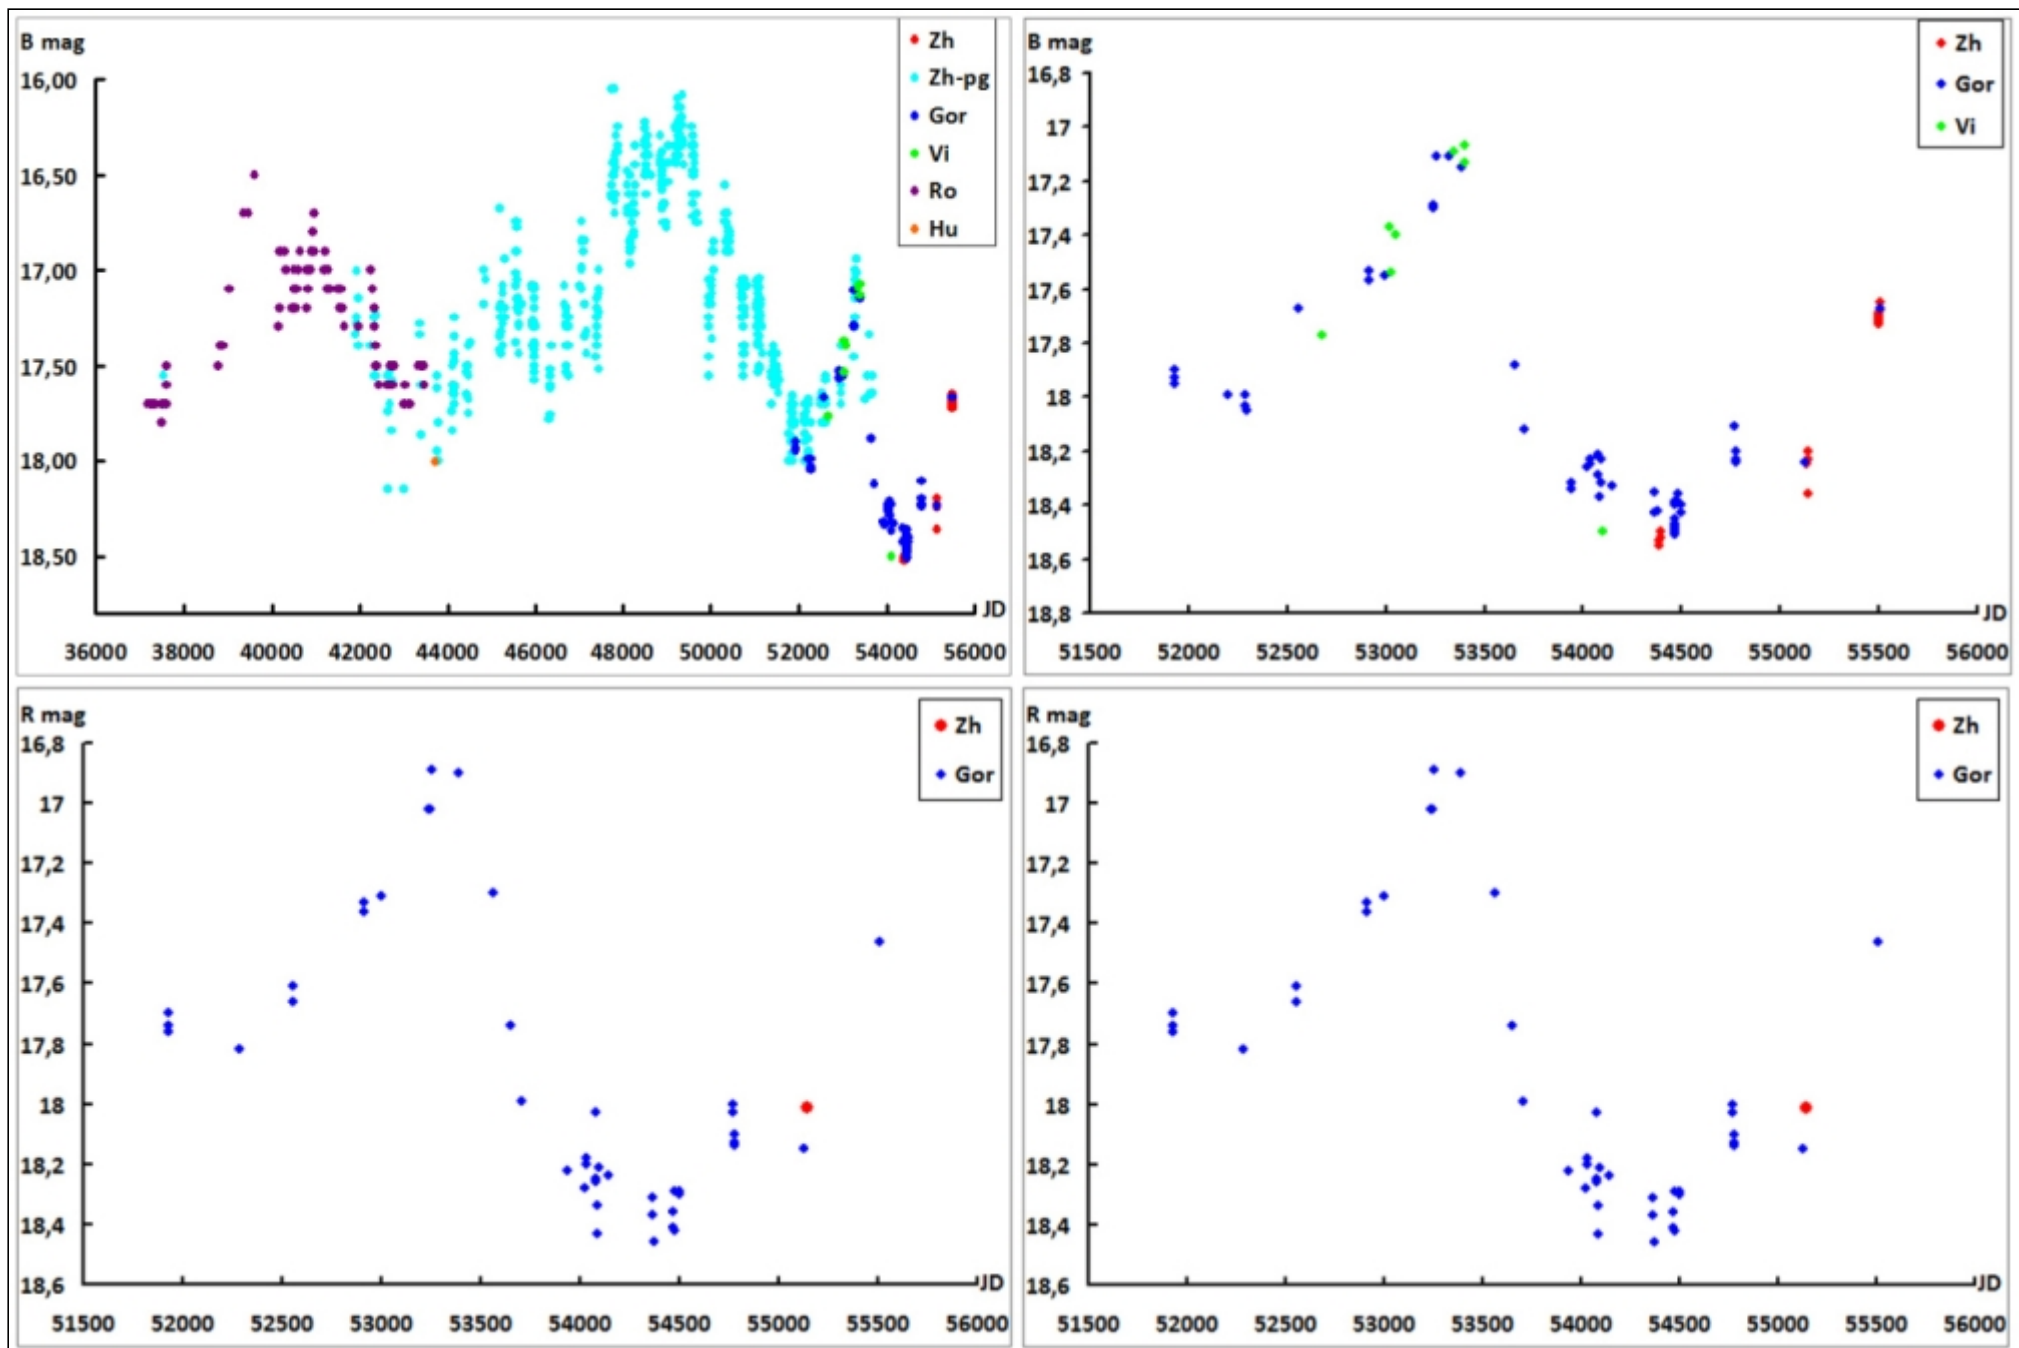 B mag
16,00
16,50
17,00
17,50
18,00
18,50
36000 38000 40000 42000 44000 46000 48000 50000 52000 54000 56000
JD
Zh
Zh-pg
Gor
Vi
Ro
Hu
B mag
16,8
17
17,2
17,4
17,6
17,8
18
18,2
18,4
18,6
18,8
51500 52000 52500 53000 53500 54000 54500 55000 55500 56000
JD
Zh
Gor
Vi
R mag
16,8
17
17,2
17,4
17,6
17,8
18
18,2
18,4
18,6
51500 52000 52500 53000 53500 54000 54500 55000 55500 56000
JD
Zh
Gor
R mag
16,8
17
17,2
17,4
17,6
17,8
18
18,2
18,4
18,6
51500 52000 52500 53000 53500 54000 54500 55000 55500 56000
JD
Zh
Gor